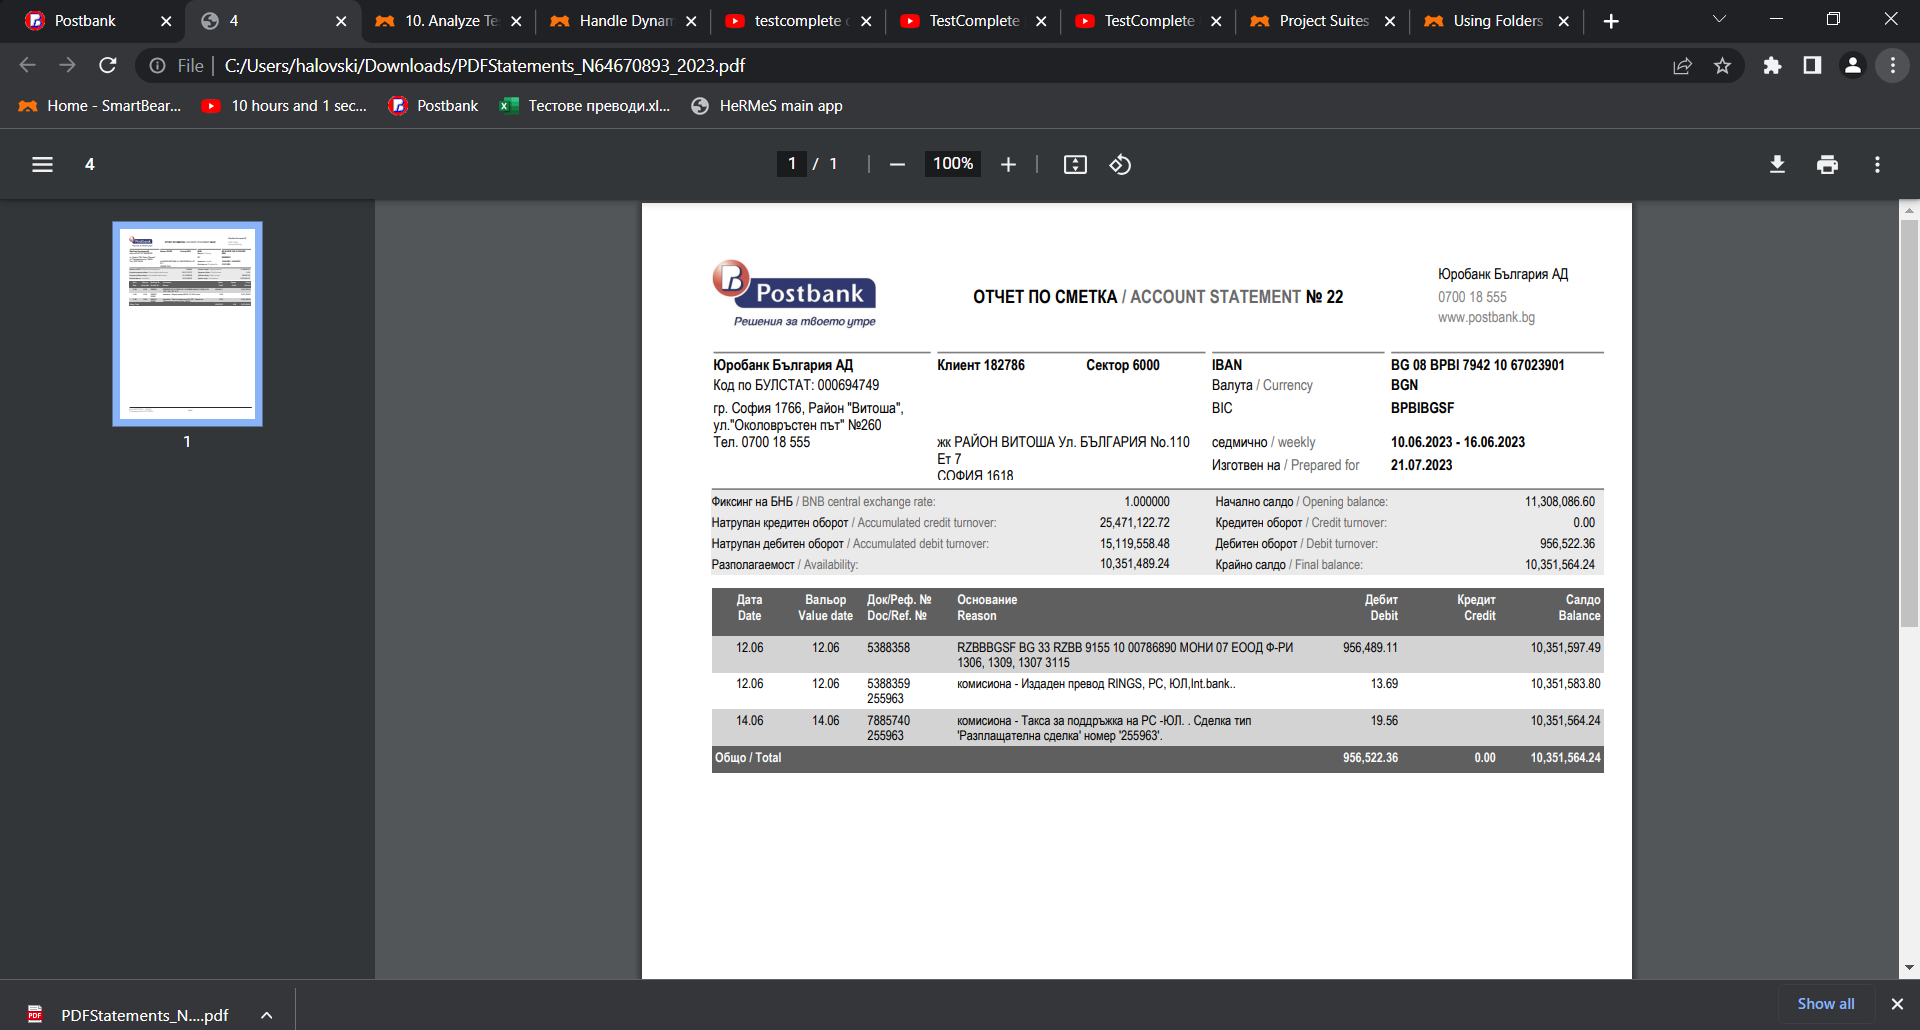 Postbank
4
10. Analyze Te
Handle Dynam
testcomplete
TestComplete
TestComplete
Project Suites
Using Folders
File
C:/Users/halovski/Downloads/PDFStatements_N64670893_2023.pdf
Home - SmartBear...
10 hours and 1 sec...
Postbank
Тестове преводи.xl...
HeRMeS main app
4
1 / 1
100%
1
Postbank
Решения за твоето утре
ОТЧЕТ ПО СМЕТКА / ACCOUNT STATEMENT № 22
Юробанк България АД
0700 18 555
www.postbank.bg
Юробанк България АД
Код по БУЛСТАТ: 000694749
гр. София 1766, Район "Витоша",
ул."Околовръстен път" №260
Тел. 0700 18 555
Клиент 182786 Сектор 6000
жк РАЙОН ВИТОША Ул. БЪЛГАРИЯ No.110
Ет 7
СОФИЯ 1618
IBAN BG 08 BPBI 7942 10 67023901
Валута / Currency BGN
BIC BPBIBGSF
седмично / weekly 10.06.2023 - 16.06.2023
Изготвен на / Prepared for 21.07.2023
Фиксинг на БНБ / BNB central exchange rate: 1.000000 Начално салдо / Opening balance: 11,308,086.60
Натрупан кредитен оборот / Accumulated credit turnover: 25,471,122.72 Кредитен оборот / Credit turnover: 0.00
Натрупан дебитен оборот / Accumulated debit turnover: 15,119,558.48 Дебитен оборот / Debit turnover: 956,522.36
Разполагаемост / Availability: 10,351,489.24 Крайно салдо / Final balance: 10,351,564.24
Дата Вальор Док/Реф. № Основание Дебит Кредит Салдо
Date Value date Doc/Ref. № Reason Debit Credit Balance
12.06 12.06 5388358 RZBBBGSF BG 33 RZBB 9155 10 00786890 МОНИ 07 ЕООД Ф-РИ 956,489.11 10,351,597.49
1306, 1309, 1307 3115
12.06 12.06 5388359 комисиона - Издаден превод RINGS, РС, ЮЛ,Int.bank.. 13.69 10,351,583.80
255963
14.06 14.06 7885740 комисиона - Такса за поддръжка на РС -ЮЛ. . Сделка тип 19.56 10,351,564.24
255963 'Разплащателна сделка' номер '255963'.
Общо / Total 956,522.36 0.00 10,351,564.24
PDFStatements_N....pdf
Show all